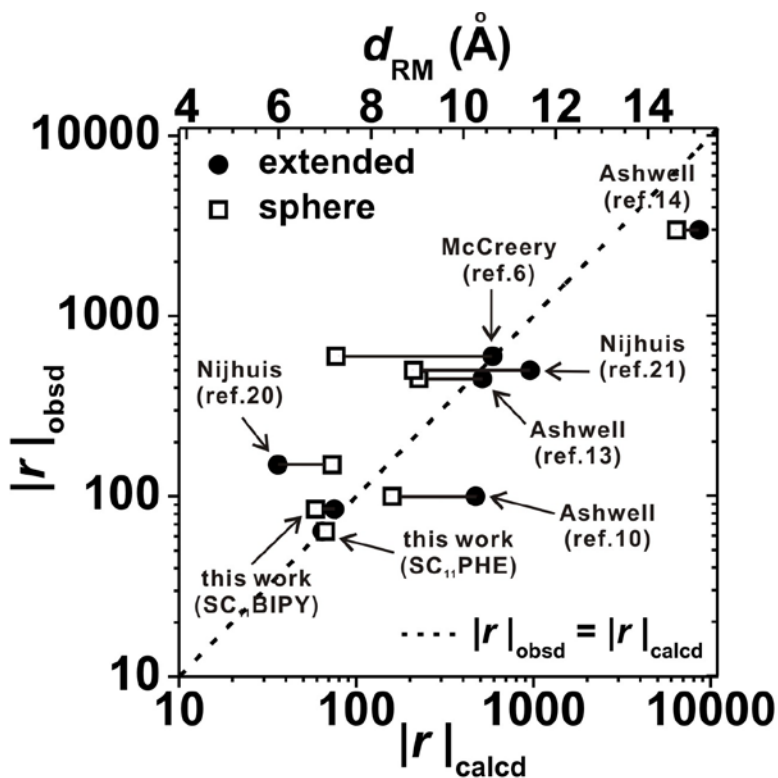 d_RM (Å)
4 6 8 10 12 14
10000
extended
sphere
Ashwell
(ref.14)
McCreery
(ref.6)
1000
Nijhuis
(ref.20)
Nijhuis
(ref.21)
|r|obsd
Ashwell
(ref.13)
100
Ashwell
(ref.10)
this work
(SC₁₁PHE)
this work
(SC₁₁BIPY)
|r|obsd = |r|calcd
10
10 100 1000 10000
|r|calcd